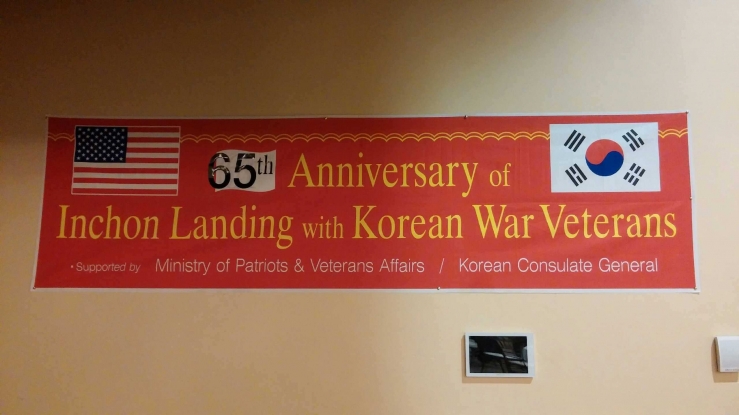 65th Anniversary of
Inchon Landing with Korean War Veterans
• Supported by Ministry of Patriots & Veterans Affairs / Korean Consulate General